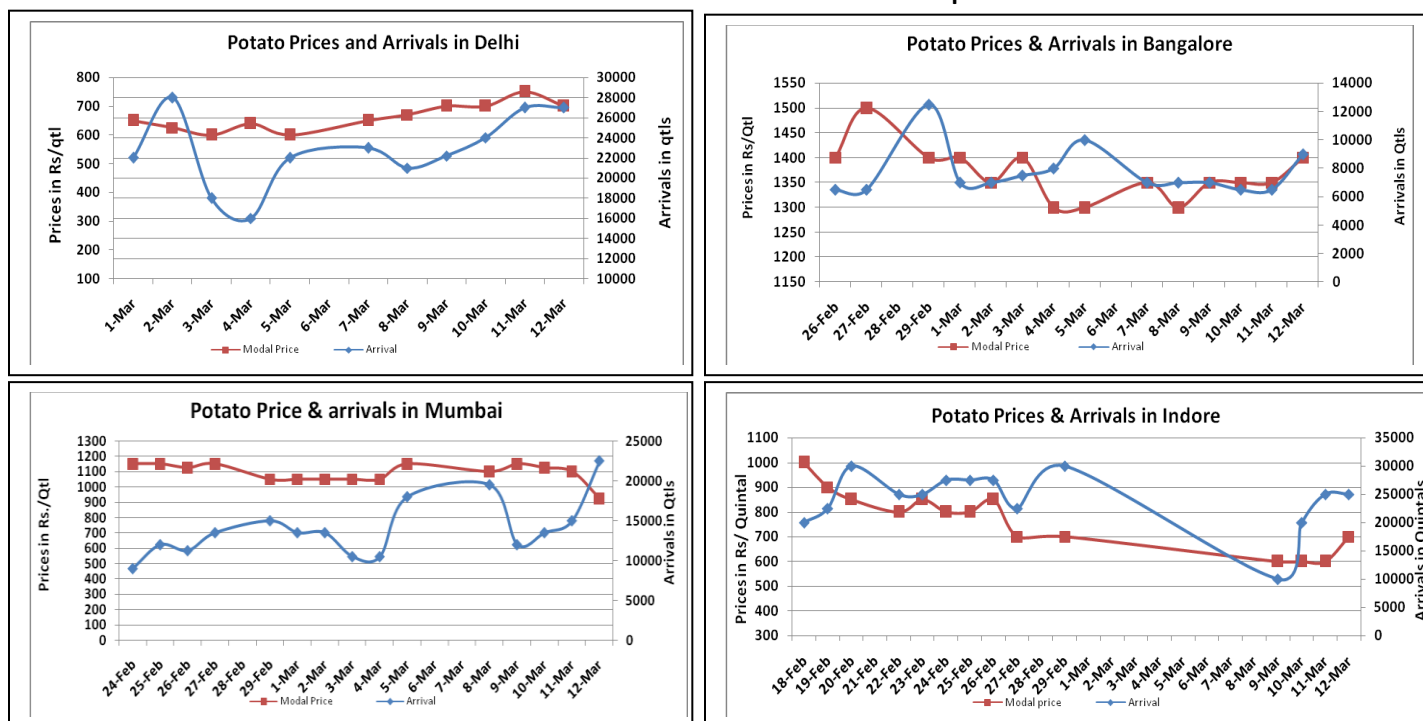 Potato Prices and Arrivals in Delhi
Prices in Rs/qtl
800
700
600
500
400
300
200
100
Arrivals in qtls
30000
28000
26000
24000
22000
20000
18000
16000
14000
12000
10000
1-Mar
2-Mar
3-Mar
4-Mar
5-Mar
6-Mar
7-Mar
8-Mar
9-Mar
10-Mar
11-Mar
12-Mar
Modal Price
Arrival
Potato Prices & Arrivals in Bangalore
Prices in Rs/Qtl
1550
1500
1450
1400
1350
1300
1250
1200
1150
Arrivals in Qtls
14000
12000
10000
8000
6000
4000
2000
0
26-Feb
27-Feb
28-Feb
29-Feb
1-Mar
2-Mar
3-Mar
4-Mar
5-Mar
6-Mar
7-Mar
8-Mar
9-Mar
10-Mar
11-Mar
12-Mar
Modal Price
Arrival
Potato Price & arrivals in Mumbai
Prices in Rs./Qtl
1300
1200
1100
1000
900
800
700
600
500
400
300
200
100
0
Arrivals in Qtls
25000
20000
15000
10000
5000
0
24-Feb
25-Feb
26-Feb
27-Feb
28-Feb
29-Feb
1-Mar
2-Mar
3-Mar
4-Mar
5-Mar
6-Mar
7-Mar
8-Mar
9-Mar
10-Mar
11-Mar
12-Mar
Modal Price
Arrival
Potato Prices & Arrivals in Indore
Prices in Rs/ Quintal
1100
1000
900
800
700
600
500
400
300
Arrivals in Quintals
35000
30000
25000
20000
15000
10000
5000
0
18-Feb
19-Feb
20-Feb
21-Feb
22-Feb
23-Feb
24-Feb
25-Feb
26-Feb
27-Feb
28-Feb
29-Feb
1-Mar
2-Mar
3-Mar
4-Mar
5-Mar
6-Mar
7-Mar
8-Mar
9-Mar
10-Mar
11-Mar
12-Mar
Modal price
Arrival